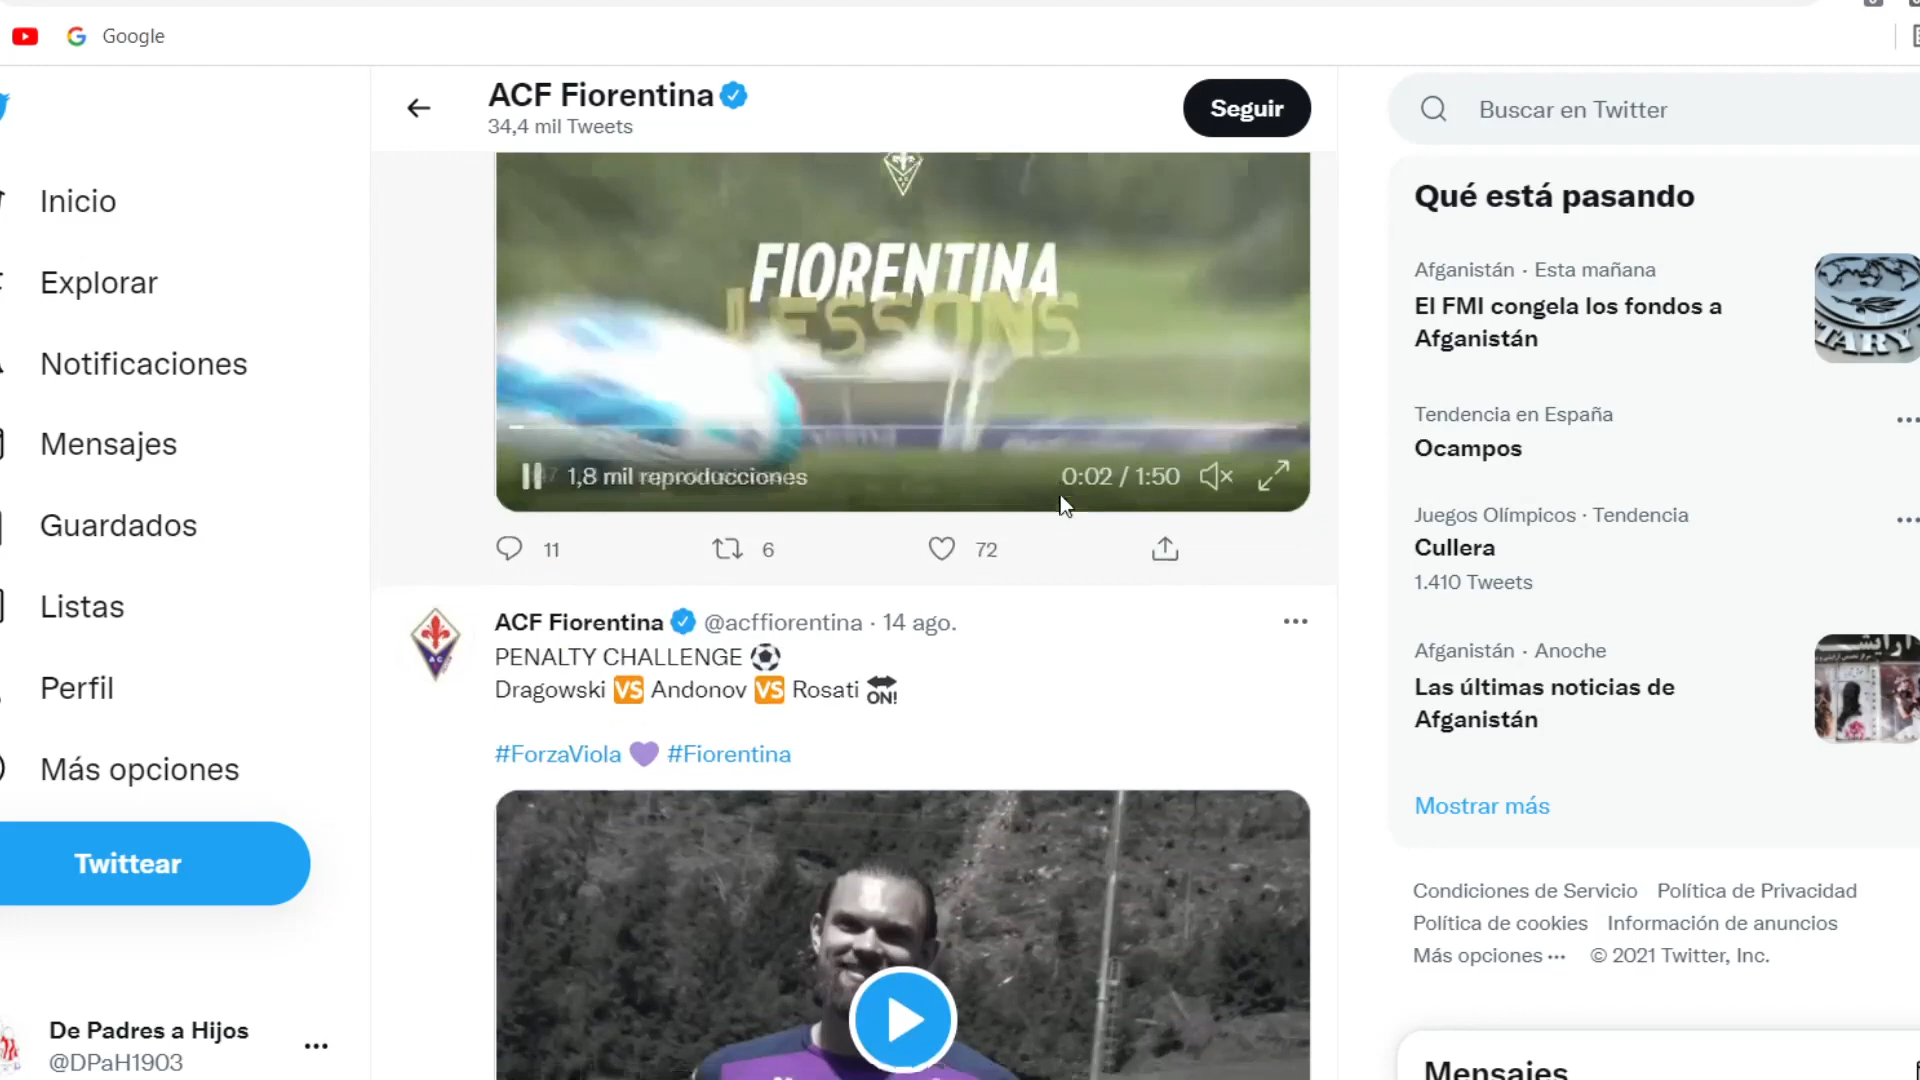 Google
ACF Fiorentina
34,4 mil Tweets
Seguir
Buscar en Twitter
Inicio
Explorar
Notificaciones
Mensajes
Guardados
Listas
Perfil
Más opciones
Twittear
De Padres a Hijos
@DPaH1903
FIORENTINA
LESSONS
1,8 mil reproducciones
0:02 / 1:50
11
6
72
ACF Fiorentina @acffiorentina · 14 ago.
PENALTY CHALLENGE ⚽
Dragowski 🆚 Andonov 🆚 Rosati 🔛
#ForzaViola 💜 #Fiorentina
Qué está pasando
Afganistán · Esta mañana
El FMI congela los fondos a
Afganistán
TARY
Tendencia en España
Ocampos
Juegos Olímpicos · Tendencia
Cullera
1.410 Tweets
Afganistán · Anoche
Las últimas noticias de
Afganistán
Mostrar más
Condiciones de Servicio Política de Privacidad
Política de cookies Información de anuncios
Más opciones ··· © 2021 Twitter, Inc.
Mensajes